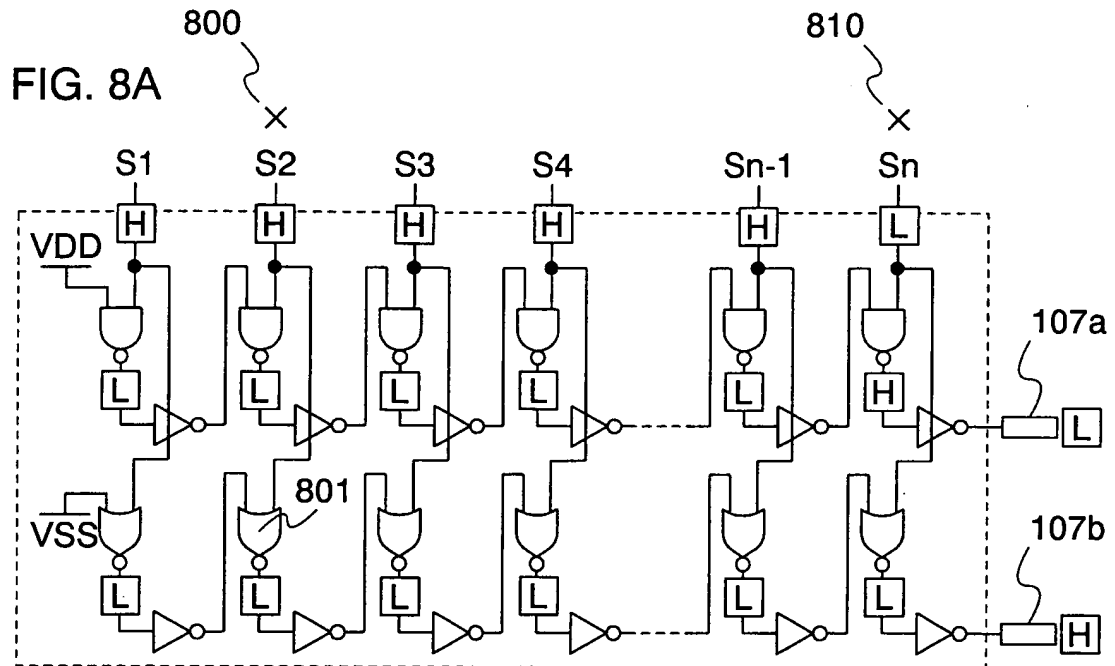 800
810
FIG. 8A
S1 S2 S3 S4 Sn-1 Sn
H H H H H L
VDD
107a
L L L L L H
L
801
VSS
107b
L L L L L L
H